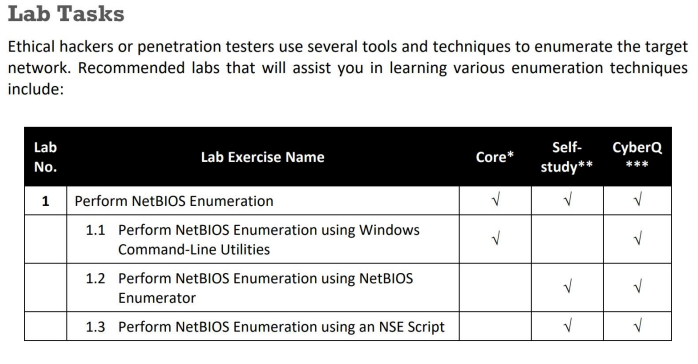 Lab Tasks
Ethical hackers or penetration testers use several tools and techniques to enumerate the target
network. Recommended labs that will assist you in learning various enumeration techniques
include:
Lab No. Lab Exercise Name Core* Self-study** CyberQ ***
1 Perform NetBIOS Enumeration √ √ √
1.1 Perform NetBIOS Enumeration using Windows
Command-Line Utilities √ √
1.2 Perform NetBIOS Enumeration using NetBIOS
Enumerator √ √
1.3 Perform NetBIOS Enumeration using an NSE Script √ √